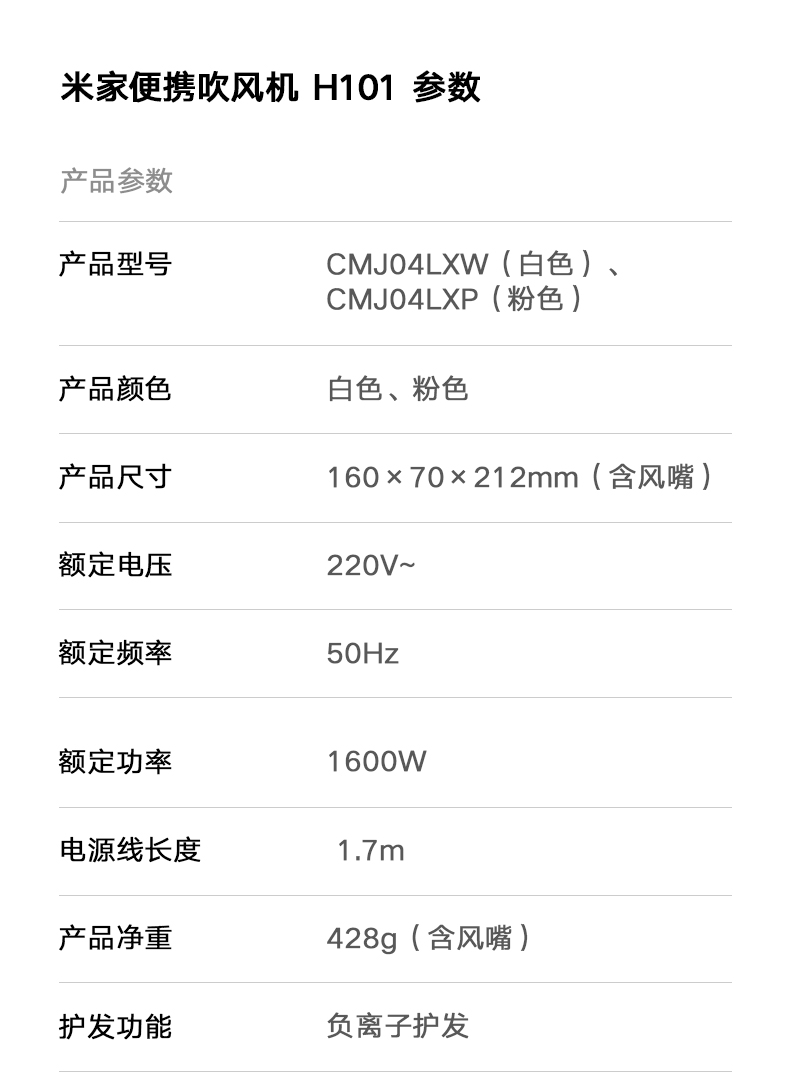 米家便携吹风机 H101 参数
产品参数
产品型号 CMJ04LXW（白色）、
CMJ04LXP（粉色）
产品颜色 白色、粉色
产品尺寸 160×70×212mm（含风嘴）
额定电压 220V~
额定频率 50Hz
额定功率 1600W
电源线长度 1.7m
产品净重 428g（含风嘴）
护发功能 负离子护发